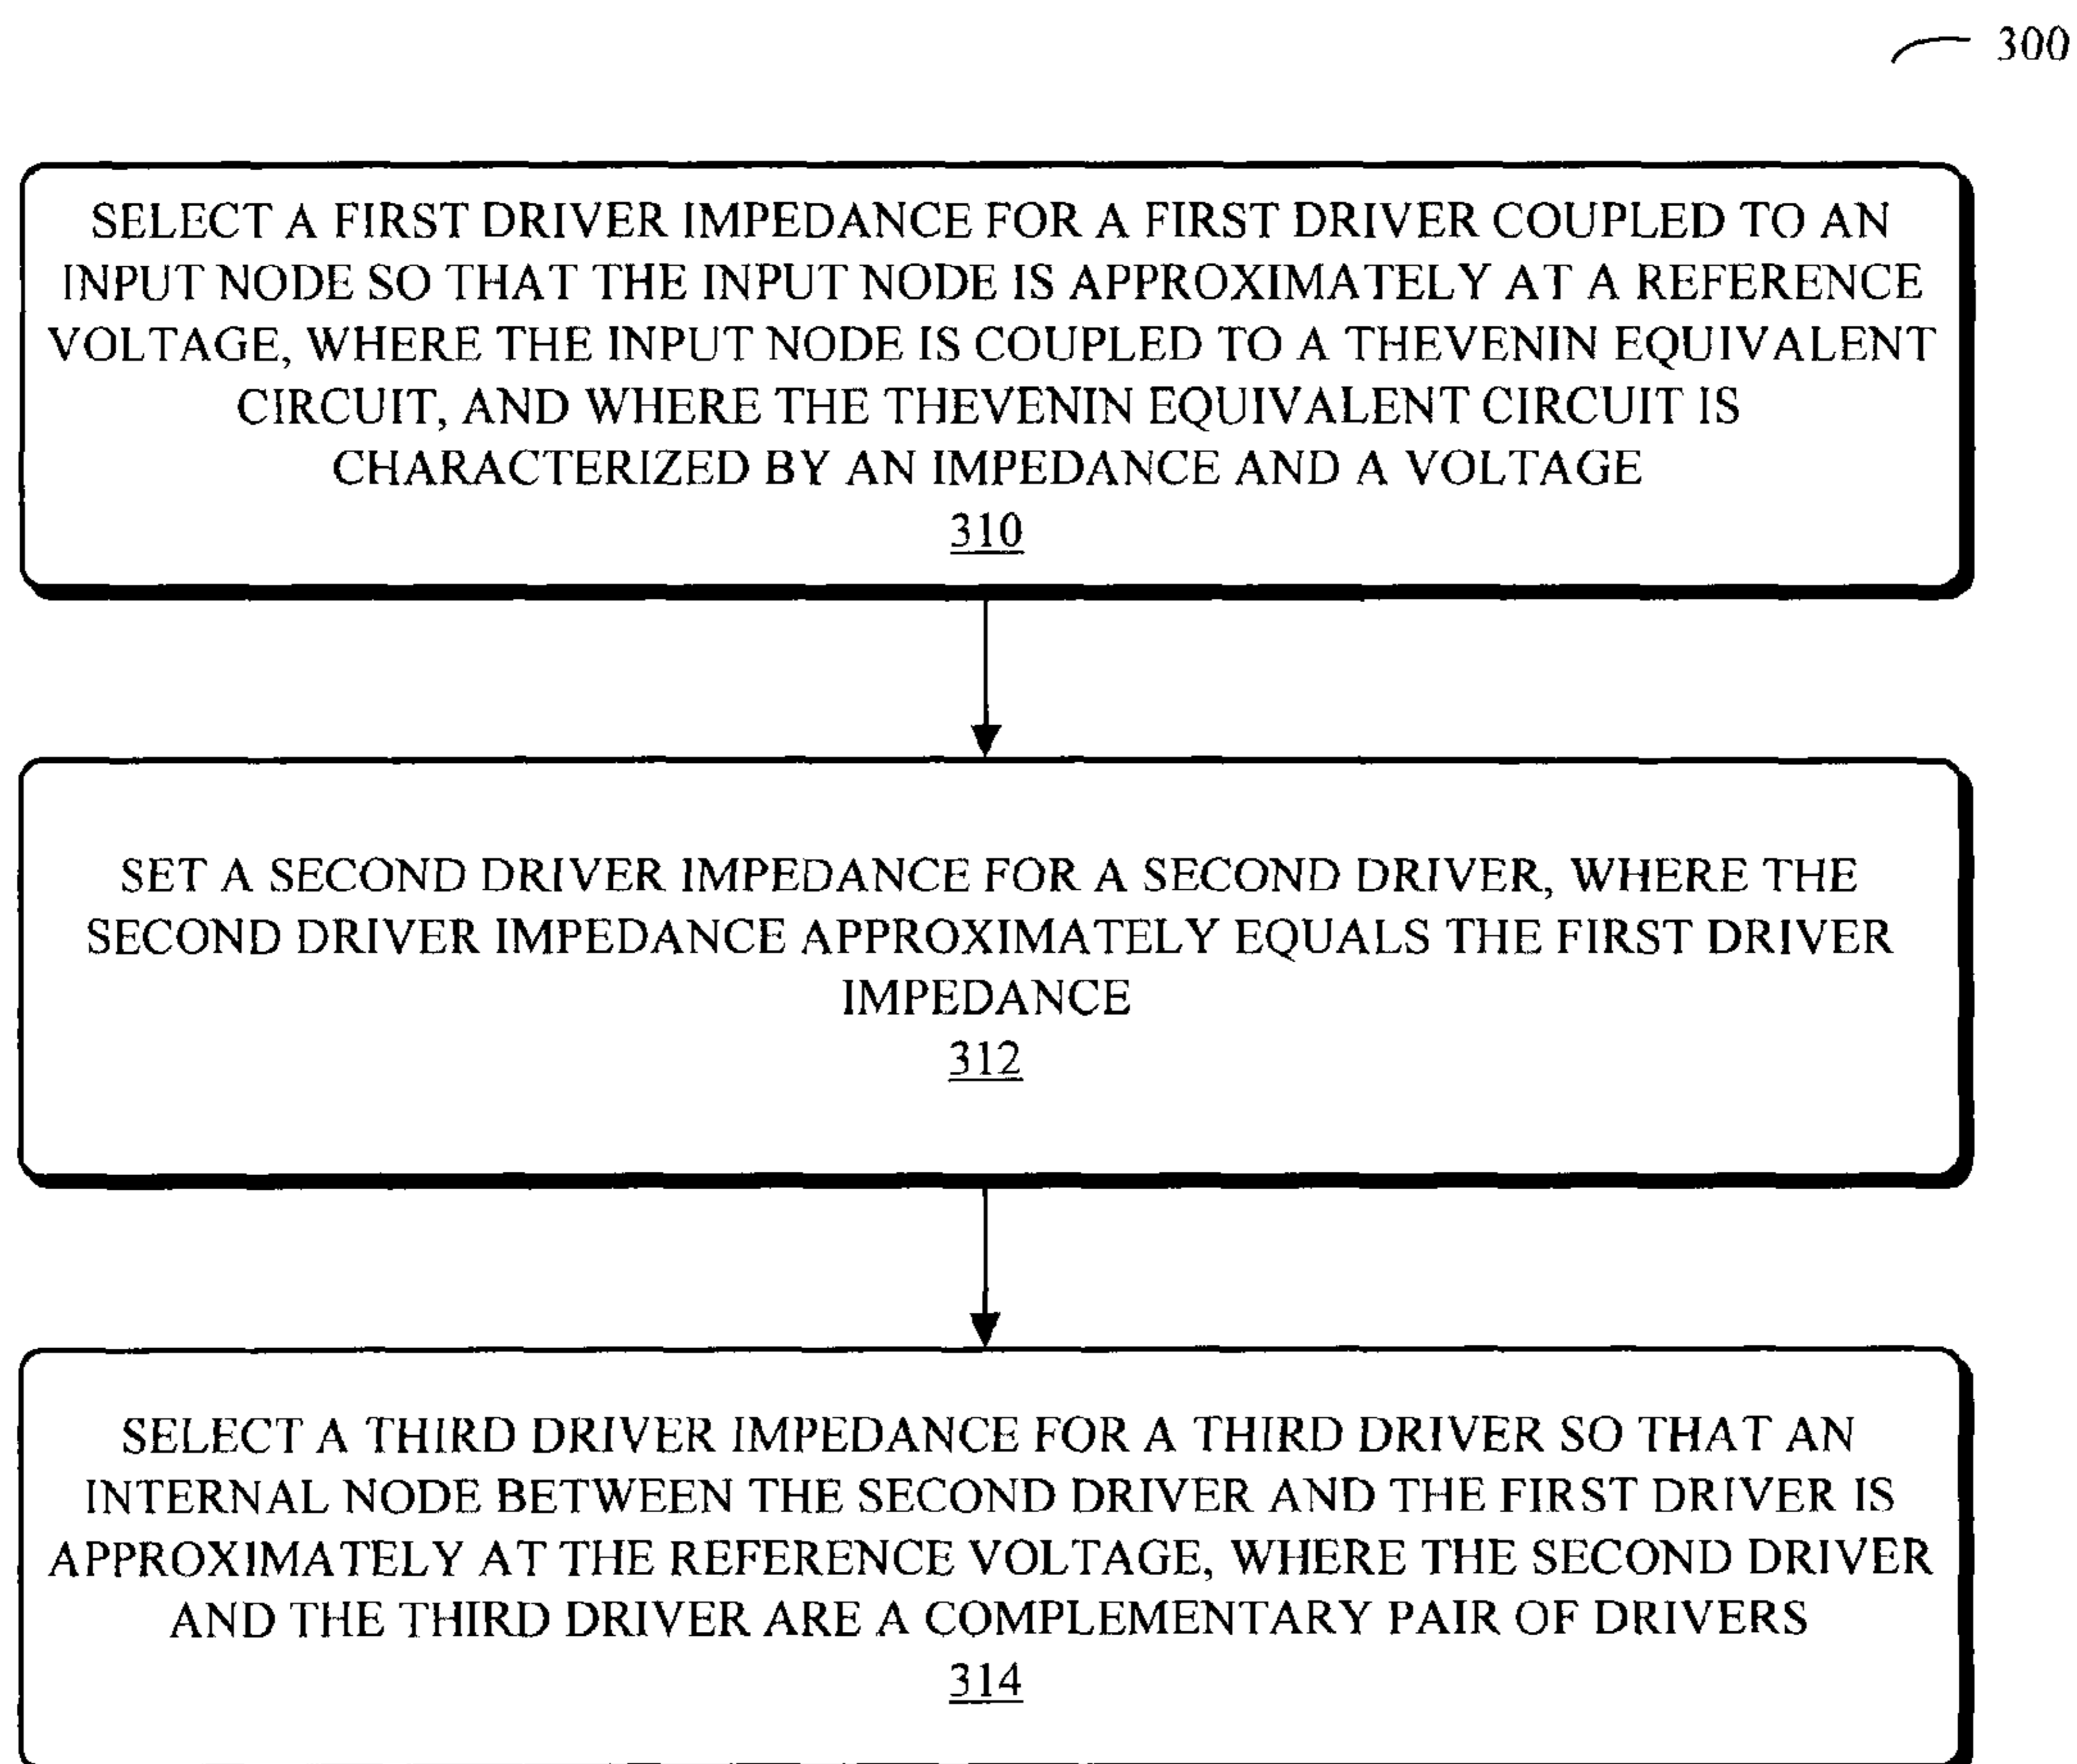 300
SELECT A FIRST DRIVER IMPEDANCE FOR A FIRST DRIVER COUPLED TO AN
INPUT NODE SO THAT THE INPUT NODE IS APPROXIMATELY AT A REFERENCE
VOLTAGE, WHERE THE INPUT NODE IS COUPLED TO A THEVENIN EQUIVALENT
CIRCUIT, AND WHERE THE THEVENIN EQUIVALENT CIRCUIT IS
CHARACTERIZED BY AN IMPEDANCE AND A VOLTAGE
310
SET A SECOND DRIVER IMPEDANCE FOR A SECOND DRIVER, WHERE THE
SECOND DRIVER IMPEDANCE APPROXIMATELY EQUALS THE FIRST DRIVER
IMPEDANCE
312
SELECT A THIRD DRIVER IMPEDANCE FOR A THIRD DRIVER SO THAT AN
INTERNAL NODE BETWEEN THE SECOND DRIVER AND THE FIRST DRIVER IS
APPROXIMATELY AT THE REFERENCE VOLTAGE, WHERE THE SECOND DRIVER
AND THE THIRD DRIVER ARE A COMPLEMENTARY PAIR OF DRIVERS
314